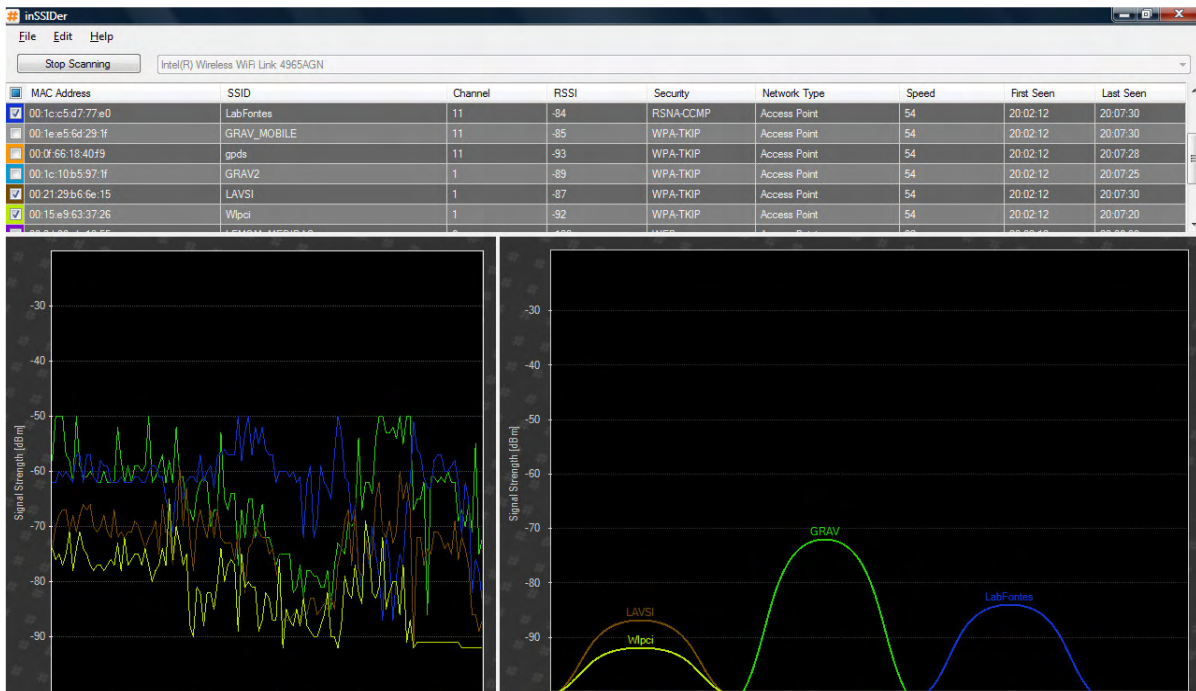 inSSIDer
File Edit Help
Stop Scanning Intel(R) Wireless WiFi Link 4965AGN
MAC Address SSID Channel RSSI Security Network Type Speed First Seen Last Seen
00:1c:c5:d7:77:e0 LabFontes 11 -84 RSNA-CCMP Access Point 54 20:02:12 20:07:30
00:1e:e5:6d:29:1f GRAV_MOBILE 11 -85 WPA-TKIP Access Point 54 20:02:12 20:07:30
00:0f:66:18:40:f9 gpds 11 -93 WPA-TKIP Access Point 54 20:02:12 20:07:28
00:1c:10:b5:97:1f GRAV2 1 -89 WPA-TKIP Access Point 54 20:02:12 20:07:25
00:21:29:b6:6e:15 LAVSI 1 -87 WPA-TKIP Access Point 54 20:02:12 20:07:30
00:15:e9:63:37:26 Wlpci 1 -92 WPA-TKIP Access Point 54 20:02:12 20:07:20
Signal Strength [dBm]
-30
-40
-50
-60
-70
-80
-90
Signal Strength [dBm]
-30
-40
-50
-60
-70
-80
-90
GRAV
LabFontes
LAVSI
Wlpci